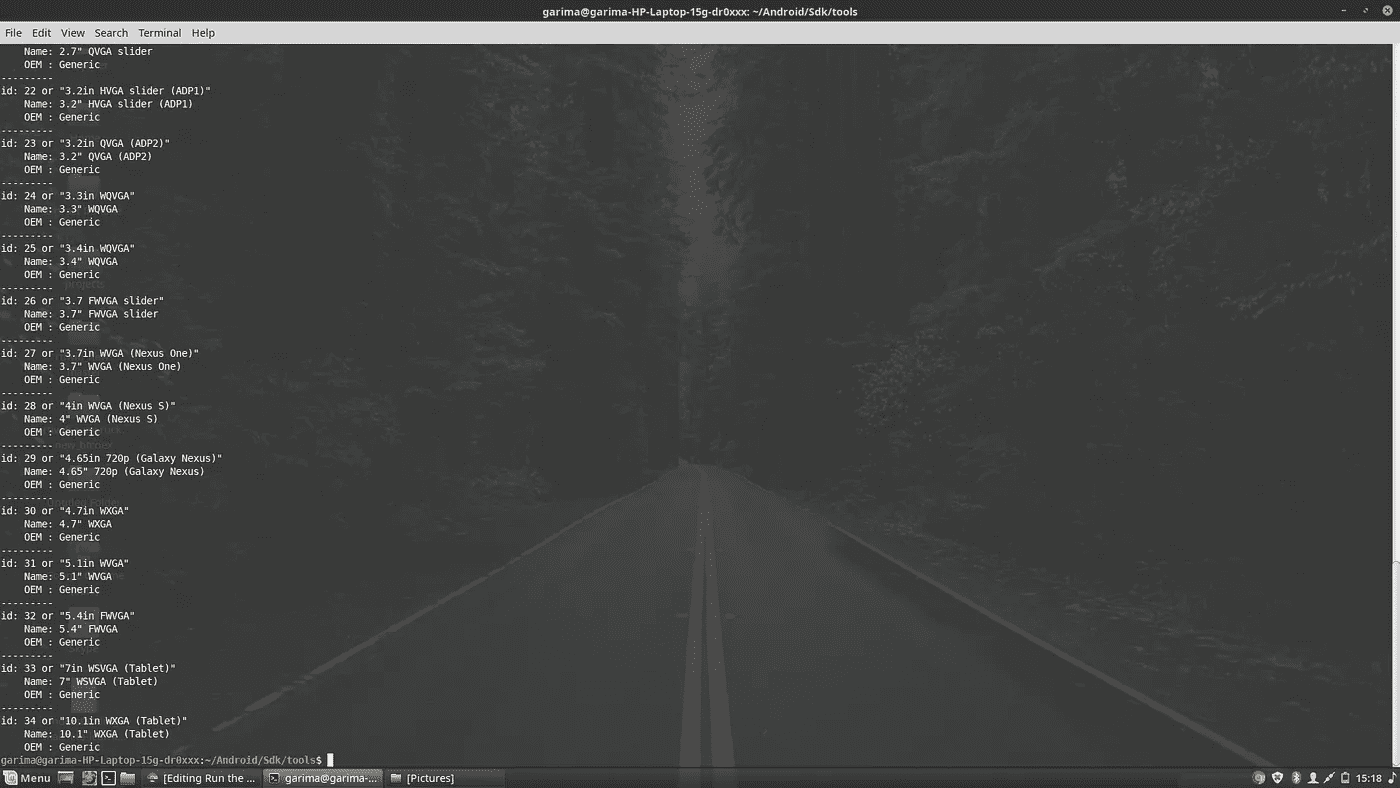 garima@garima-HP-Laptop-15g-dr0xxx: ~/Android/Sdk/tools
File Edit View Search Terminal Help
Name: 2.7" QVGA slider
OEM : Generic
---------
id: 22 or "3.2in HVGA slider (ADP1)"
Name: 3.2" HVGA slider (ADP1)
OEM : Generic
---------
id: 23 or "3.2in QVGA (ADP2)"
Name: 3.2" QVGA (ADP2)
OEM : Generic
---------
id: 24 or "3.3in WQVGA"
Name: 3.3" WQVGA
OEM : Generic
---------
id: 25 or "3.4in WQVGA"
Name: 3.4" WQVGA
OEM : Generic
---------
id: 26 or "3.7 FWVGA slider"
Name: 3.7" FWVGA slider
OEM : Generic
---------
id: 27 or "3.7in WVGA (Nexus One)"
Name: 3.7" WVGA (Nexus One)
OEM : Generic
---------
id: 28 or "4in WVGA (Nexus S)"
Name: 4" WVGA (Nexus S)
OEM : Generic
---------
id: 29 or "4.65in 720p (Galaxy Nexus)"
Name: 4.65" 720p (Galaxy Nexus)
OEM : Generic
---------
id: 30 or "4.7in WXGA"
Name: 4.7" WXGA
OEM : Generic
---------
id: 31 or "5.1in WVGA"
Name: 5.1" WVGA
OEM : Generic
---------
id: 32 or "5.4in FWVGA"
Name: 5.4" FWVGA
OEM : Generic
---------
id: 33 or "7in WSVGA (Tablet)"
Name: 7" WSVGA (Tablet)
OEM : Generic
---------
id: 34 or "10.1in WXGA (Tablet)"
Name: 10.1" WXGA (Tablet)
OEM : Generic
garima@garima-HP-Laptop-15g-dr0xxx:~/Android/Sdk/tools$
Menu [Editing Run the ... garima@garima-... [Pictures] 15:18